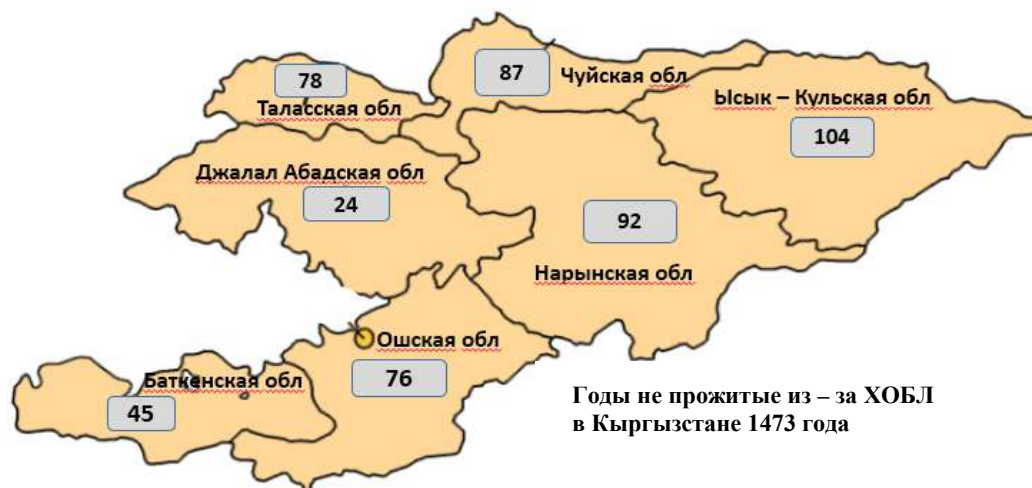 78
Таласская обл
87
Чуйская обл
Ысык – Кульская обл
104
Джалал Абадская обл
24
92
Нарынская обл
Ошская обл
76
Баткенская обл
45
Годы не прожитые из – за ХОБЛ
в Кыргызстане 1473 года